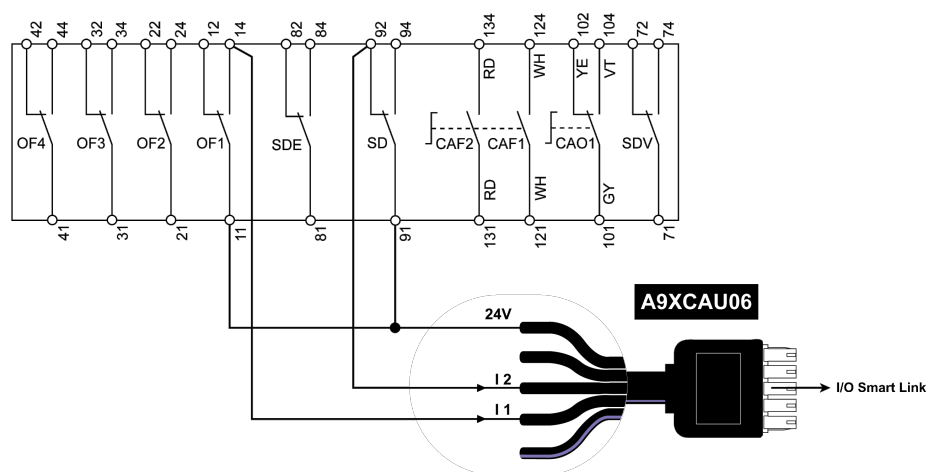 42 44 32 34 22 24 12 14 82 84 92 94 134 124 102 104 72 74
RD WH YE VT
OF4 OF3 OF2 OF1 SDE SD CAF2 CAF1 CAO1 SDV
RD WH GY
41 31 21 11 81 91 131 121 101 71
A9XCAU06
24V
I 2
I/O Smart Link
I 1